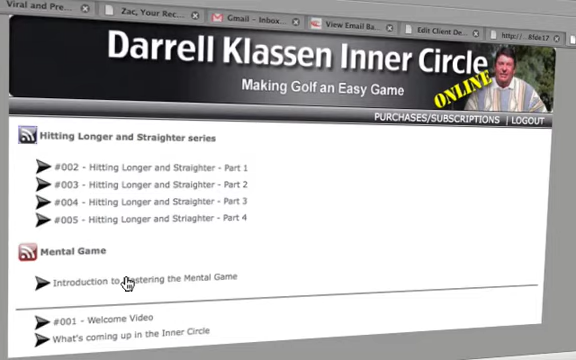 Viral and Pre...
Zac, Your Rec...
Gmail – Inbox...
View Email Ba...
Edit Client De...
Darrell Klassen Inner Circle
Making Golf an Easy Game
ONLINE
PURCHASES/SUBSCRIPTIONS | LOGOUT
Hitting Longer and Straighter series
#002 - Hitting Longer and Straighter - Part 1
#003 - Hitting Longer and Straighter - Part 2
#004 - Hitting Longer and Straighter - Part 3
#005 - Hitting Longer and Striaghter - Part 4
Mental Game
Introduction to Mastering the Mental Game
#001 - Welcome Video
What's coming up in the Inner Circle